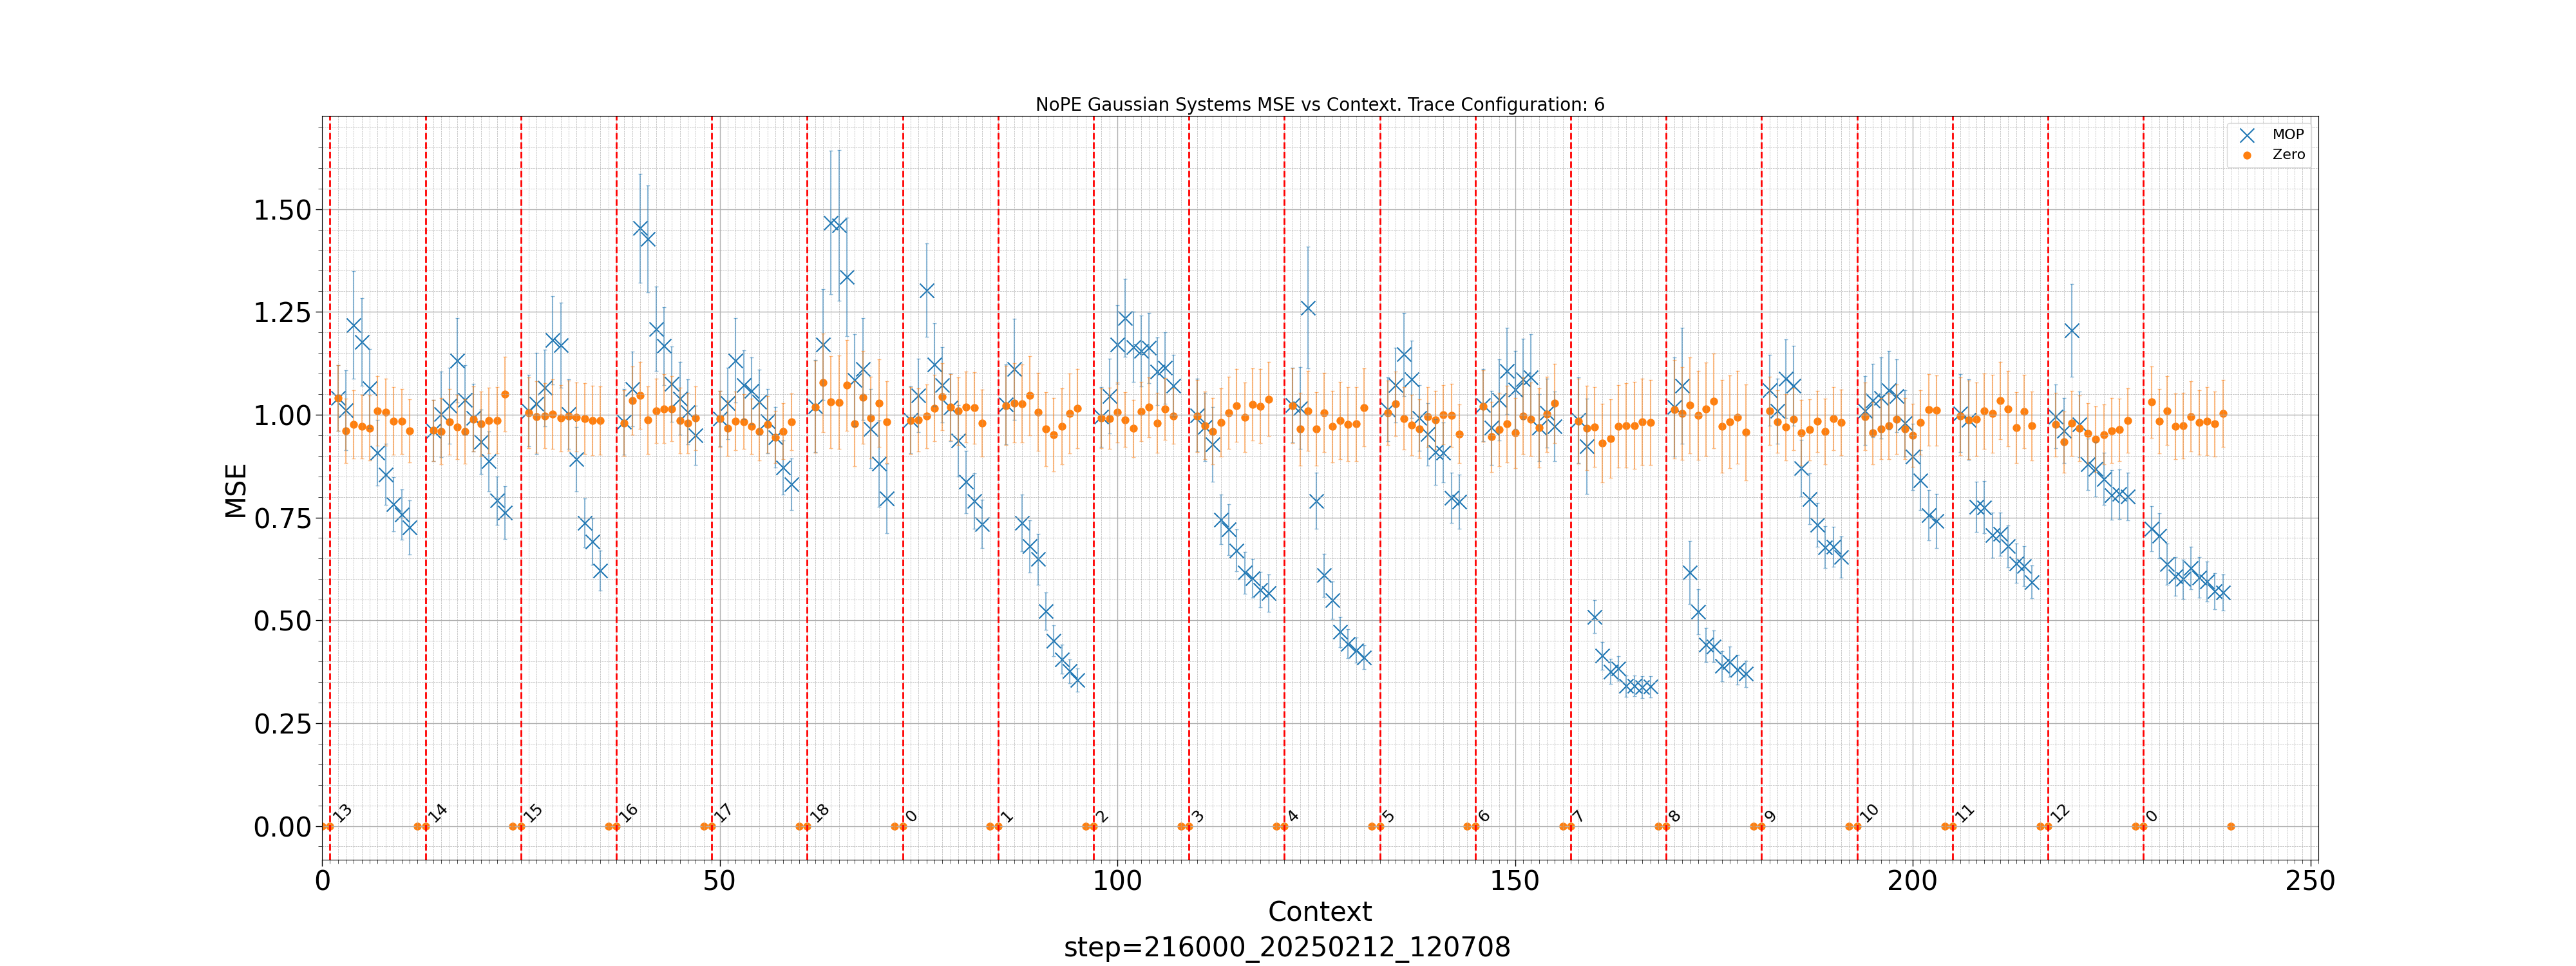 NoPE Gaussian Systems MSE vs Context. Trace Configuration: 6
MOP
Zero
MSE
1.50
1.25
1.00
0.75
0.50
0.25
0.00
13 14 15 16 17 18 0 1 2 3 4 5 6 7 8 9 10 11 12 0
0 50 100 150 200 250
Context
step=216000_20250212_120708